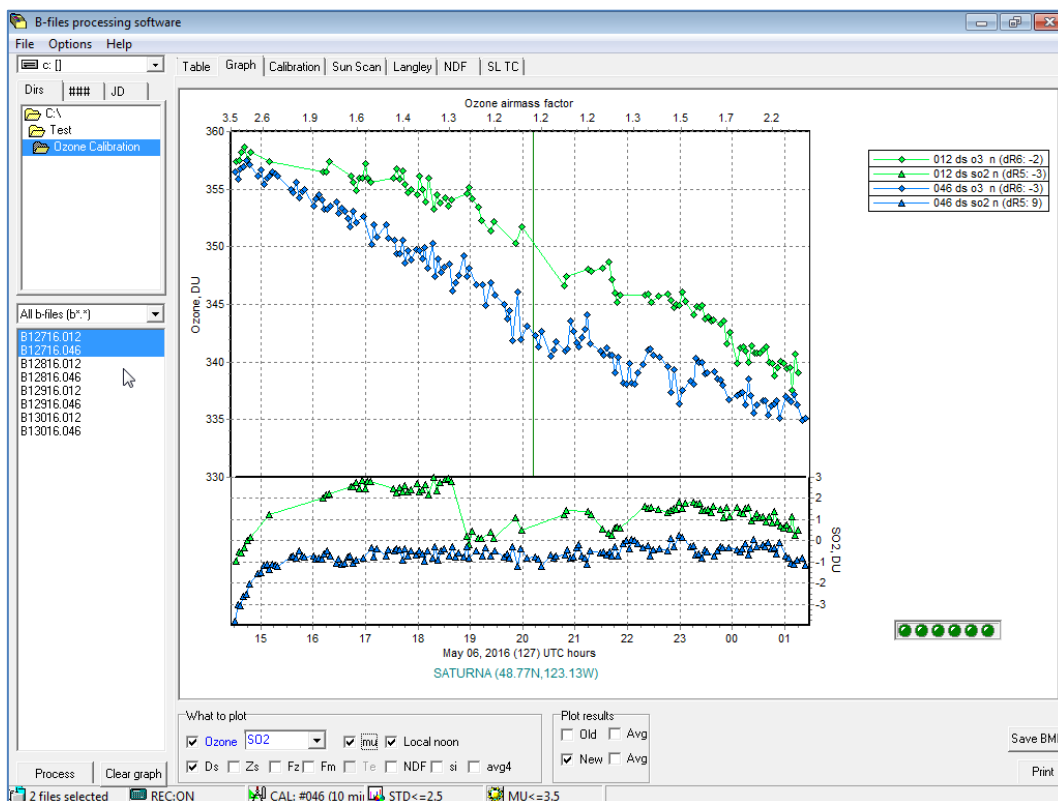 B-files processing software
File Options Help
c: []
Dirs ### JD
C:\
Test
Ozone Calibration
All b-files (b*.*)
B12716.012
B12716.046
B12816.012
B12816.046
B12916.012
B12916.046
B13016.012
B13016.046
Process Clear graph
Table Graph Calibration Sun Scan Langley NDF SL TC
Ozone airmass factor
3.5 2.6 1.9 1.6 1.4 1.3 1.2 1.2 1.2 1.3 1.5 1.7 2.2
360
355
350
345
340
335
330
Ozone, DU
012 ds o3 n (dR6: -2)
012 ds so2 n (dR5: -3)
046 ds o3 n (dR6: -3)
046 ds so2 n (dR5: 9)
3
2
1
0
-1
-2
-3
SO2, DU
15 16 17 18 19 20 21 22 23 00 01
May 06, 2016 (127) UTC hours
SATURNA (48.77N,123.13W)
What to plot
Ozone SO2 mu Local noon
Ds Zs Fz Fm Te NDF si avg4
Plot results
Old Avg
New Avg
Print
2 files selected REC:ON CAL: #046 (10 STD<=2.5 MU<=3.5